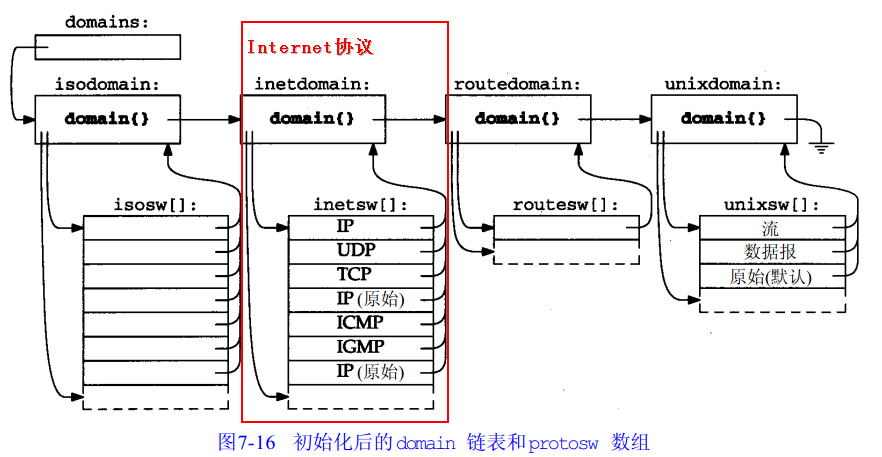 domains:
Internet协议
isodomain:
inetdomain:
routedomain:
unixdomain:
domain{}
domain{}
domain{}
domain{}
isosw[]:
inetsw[]:
routesw[]:
unixsw[]:
IP
UDP
TCP
IP(原始)
ICMP
IGMP
IP(原始)
流
数据报
原始(默认)
图7-16 初始化后的domain 链表和protosw 数组